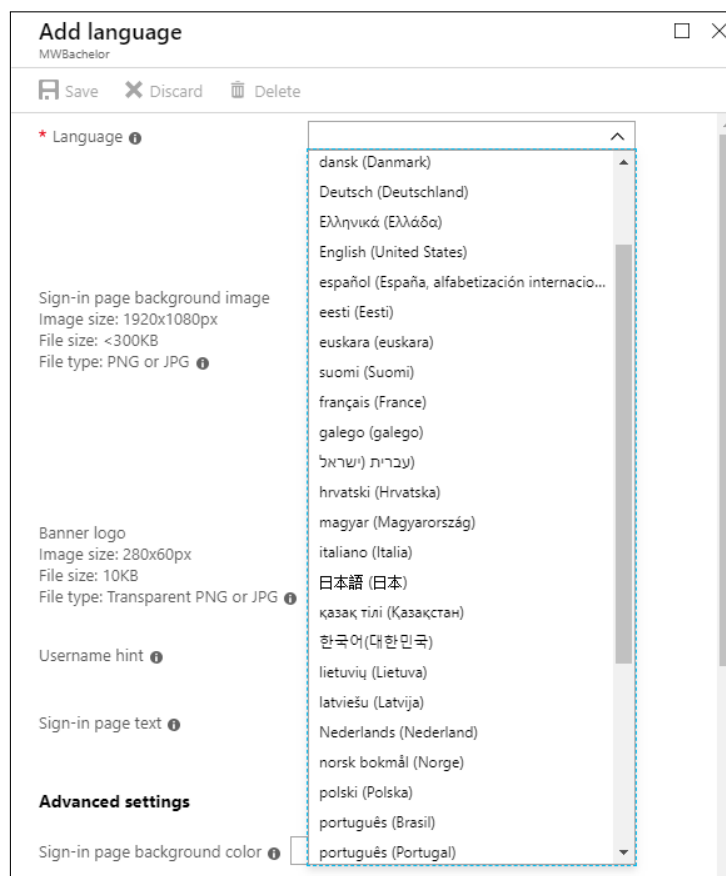 Add language
MWBachelor
Save Discard Delete
* Language
dansk (Danmark)
Deutsch (Deutschland)
Ελληνικά (Ελλάδα)
English (United States)
español (España, alfabetización internacio...
eesti (Eesti)
euskara (euskara)
suomi (Suomi)
français (France)
galego (galego)
עברית (ישראל)
hrvatski (Hrvatska)
magyar (Magyarország)
italiano (Italia)
日本語 (日本)
қазақ тілі (Қазақстан)
한국어(대한민국)
lietuvių (Lietuva)
latviešu (Latvija)
Nederlands (Nederland)
norsk bokmål (Norge)
polski (Polska)
português (Brasil)
português (Portugal)
Sign-in page background image
Image size: 1920x1080px
File size: <300KB
File type: PNG or JPG
Banner logo
Image size: 280x60px
File size: 10KB
File type: Transparent PNG or JPG
Username hint
Sign-in page text
Advanced settings
Sign-in page background color